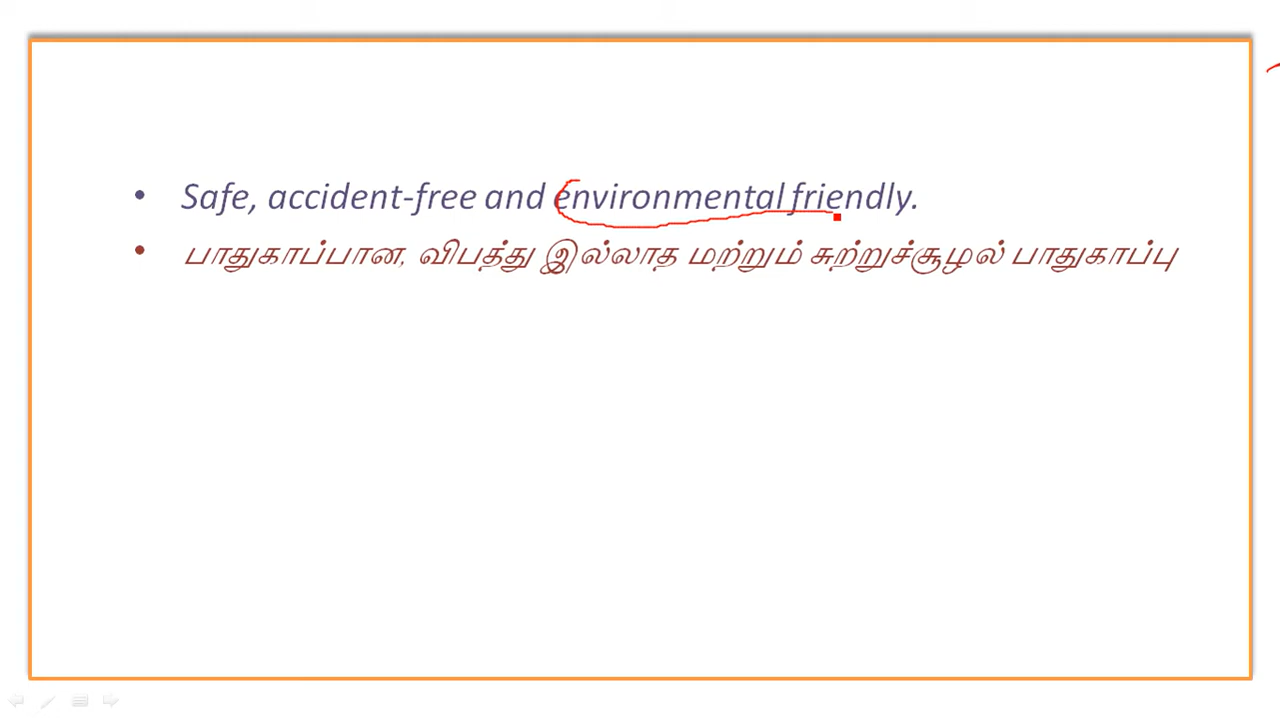 • Safe, accident-free and environmental friendly.
• பாதுகாப்பான, விபத்து இல்லாத மற்றும் சுற்றுச்சூழல் பாதுகாப்பு